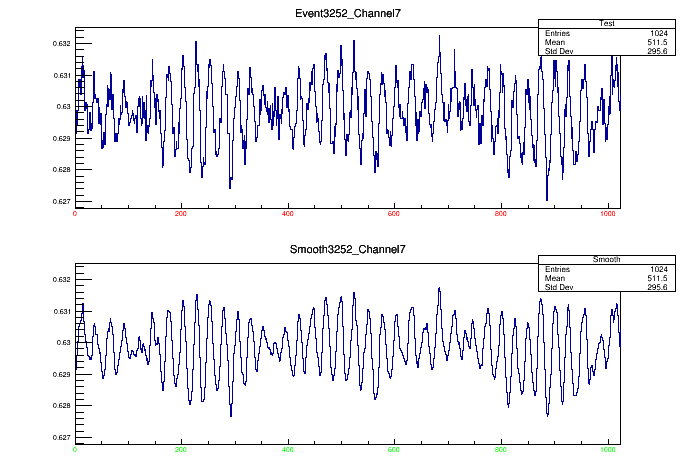 Event3252_Channel7
Test
Entries 1024
Mean 511.5
Std Dev 295.6
0.632
0.631
0.63
0.629
0.628
0.627
0 200 400 600 800 1000
Smooth3252_Channel7
Smooth
Entries 1024
Mean 511.5
Std Dev 295.6
0.632
0.631
0.63
0.629
0.628
0.627
0 200 400 600 800 1000